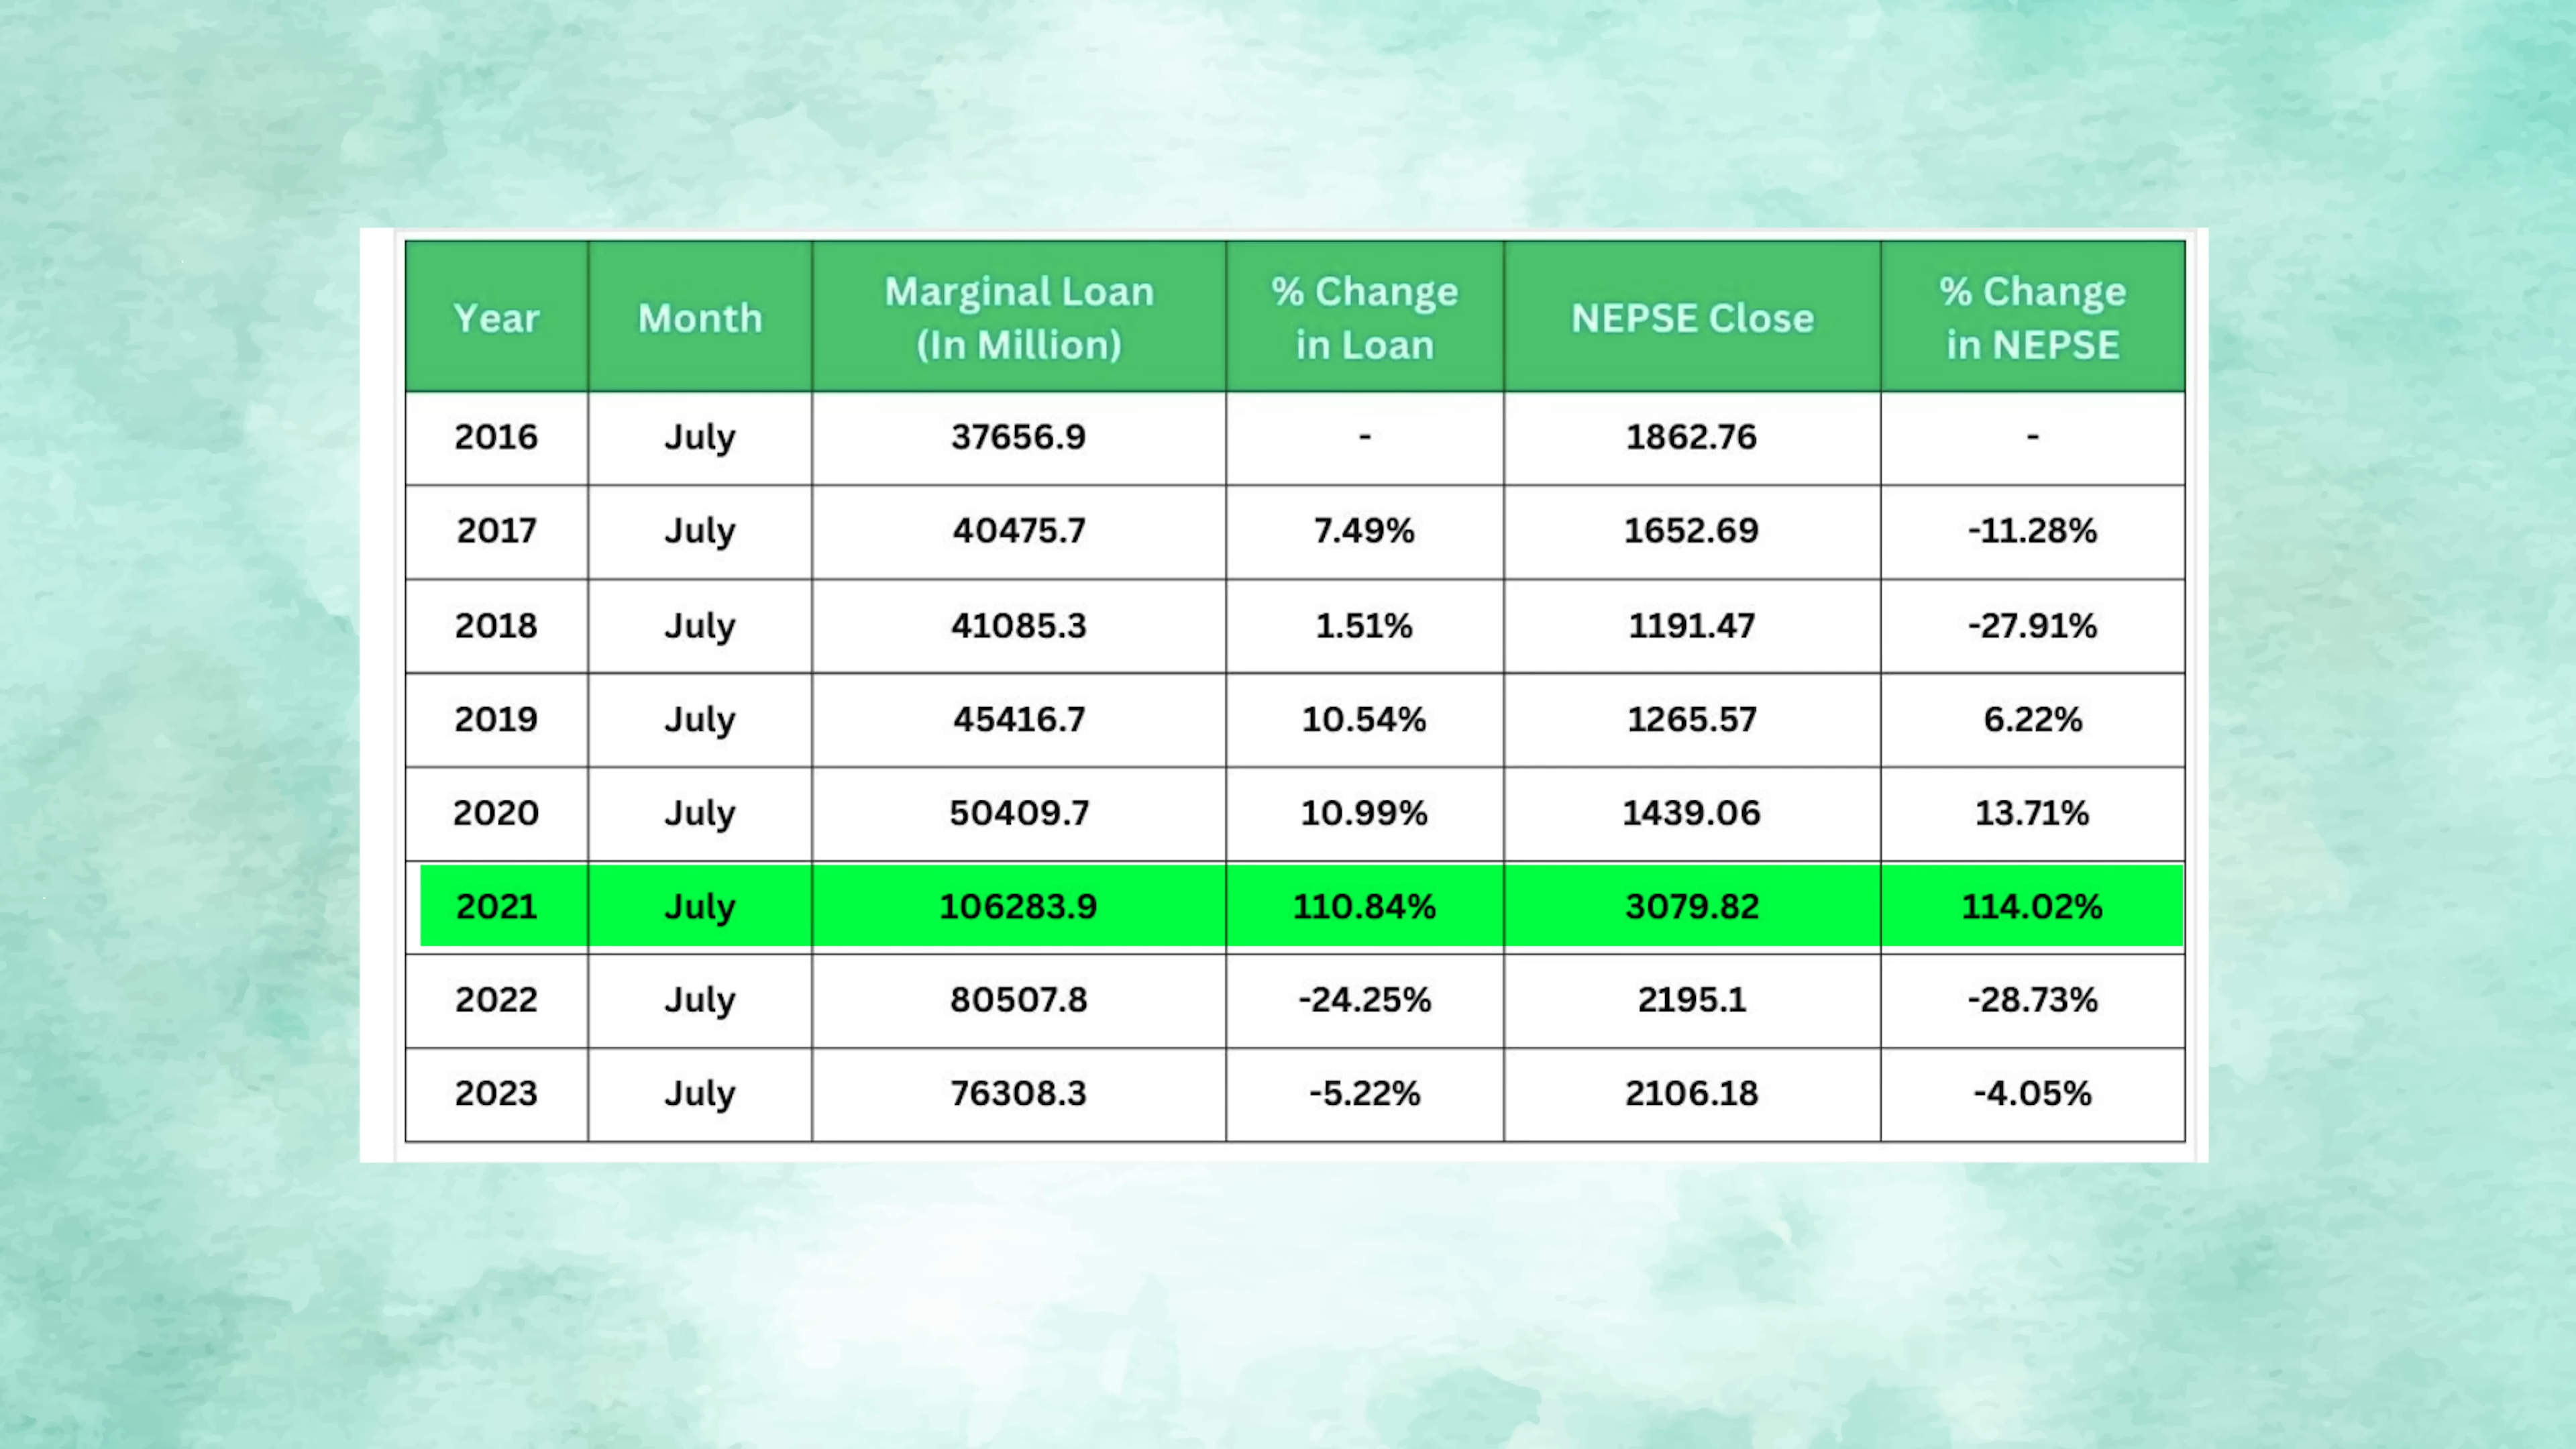 Year Month Marginal Loan (In Million) % Change in Loan NEPSE Close % Change in NEPSE
2016 July 37656.9 - 1862.76 -
2017 July 40475.7 7.49% 1652.69 -11.28%
2018 July 41085.3 1.51% 1191.47 -27.91%
2019 July 45416.7 10.54% 1265.57 6.22%
2020 July 50409.7 10.99% 1439.06 13.71%
2021 July 106283.9 110.84% 3079.82 114.02%
2022 July 80507.8 -24.25% 2195.1 -28.73%
2023 July 76308.3 -5.22% 2106.18 -4.05%